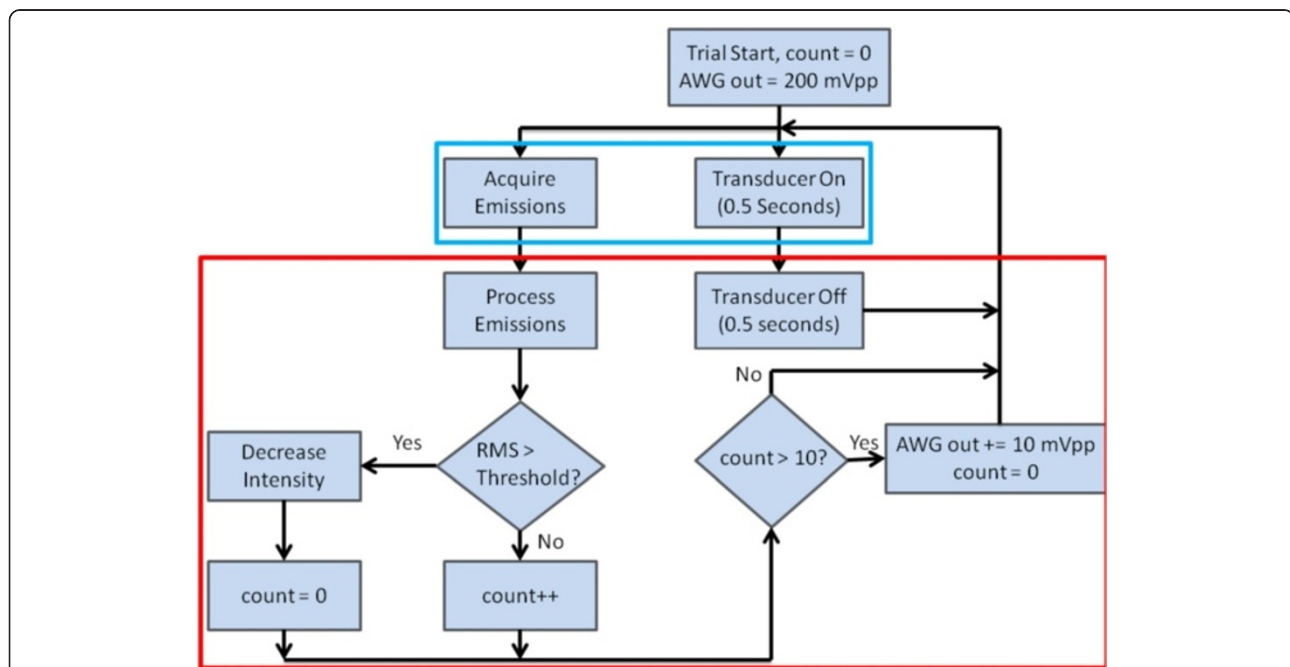 Trial Start, count = 0
AWG out = 200 mVpp
Acquire
Emissions
Transducer On
(0.5 Seconds)
Process
Emissions
Transducer Off
(0.5 seconds)
No
Decrease
Intensity
Yes
RMS >
Threshold?
count > 10?
Yes
AWG out += 10 mVpp
count = 0
No
count = 0
count++